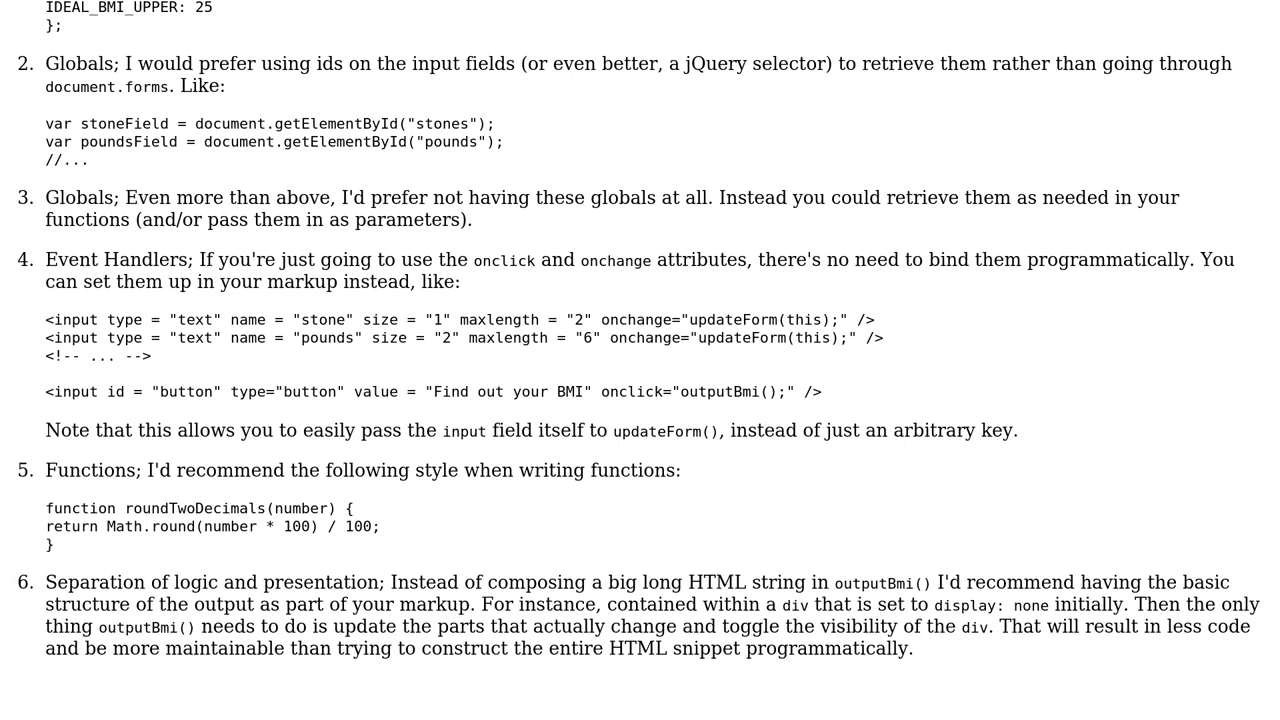 IDEAL_BMI_UPPER: 25
};
2. Globals; I would prefer using ids on the input fields (or even better, a jQuery selector) to retrieve them rather than going through
document.forms. Like:
var stoneField = document.getElementById("stones");
var poundsField = document.getElementById("pounds");
//...
3. Globals; Even more than above, I'd prefer not having these globals at all. Instead you could retrieve them as needed in your
functions (and/or pass them in as parameters).
4. Event Handlers; If you're just going to use the onclick and onchange attributes, there's no need to bind them programmatically. You
can set them up in your markup instead, like:
<input type = "text" name = "stone" size = "1" maxlength = "2" onchange="updateForm(this);" />
<input type = "text" name = "pounds" size = "2" maxlength = "6" onchange="updateForm(this);" />
<!-- ... -->
<input id = "button" type="button" value = "Find out your BMI" onclick="outputBmi();" />
Note that this allows you to easily pass the input field itself to updateForm(), instead of just an arbitrary key.
5. Functions; I'd recommend the following style when writing functions:
function roundTwoDecimals(number) {
return Math.round(number * 100) / 100;
}
6. Separation of logic and presentation; Instead of composing a big long HTML string in outputBmi() I'd recommend having the basic
structure of the output as part of your markup. For instance, contained within a div that is set to display: none initially. Then the only
thing outputBmi() needs to do is update the parts that actually change and toggle the visibility of the div. That will result in less code
and be more maintainable than trying to construct the entire HTML snippet programmatically.